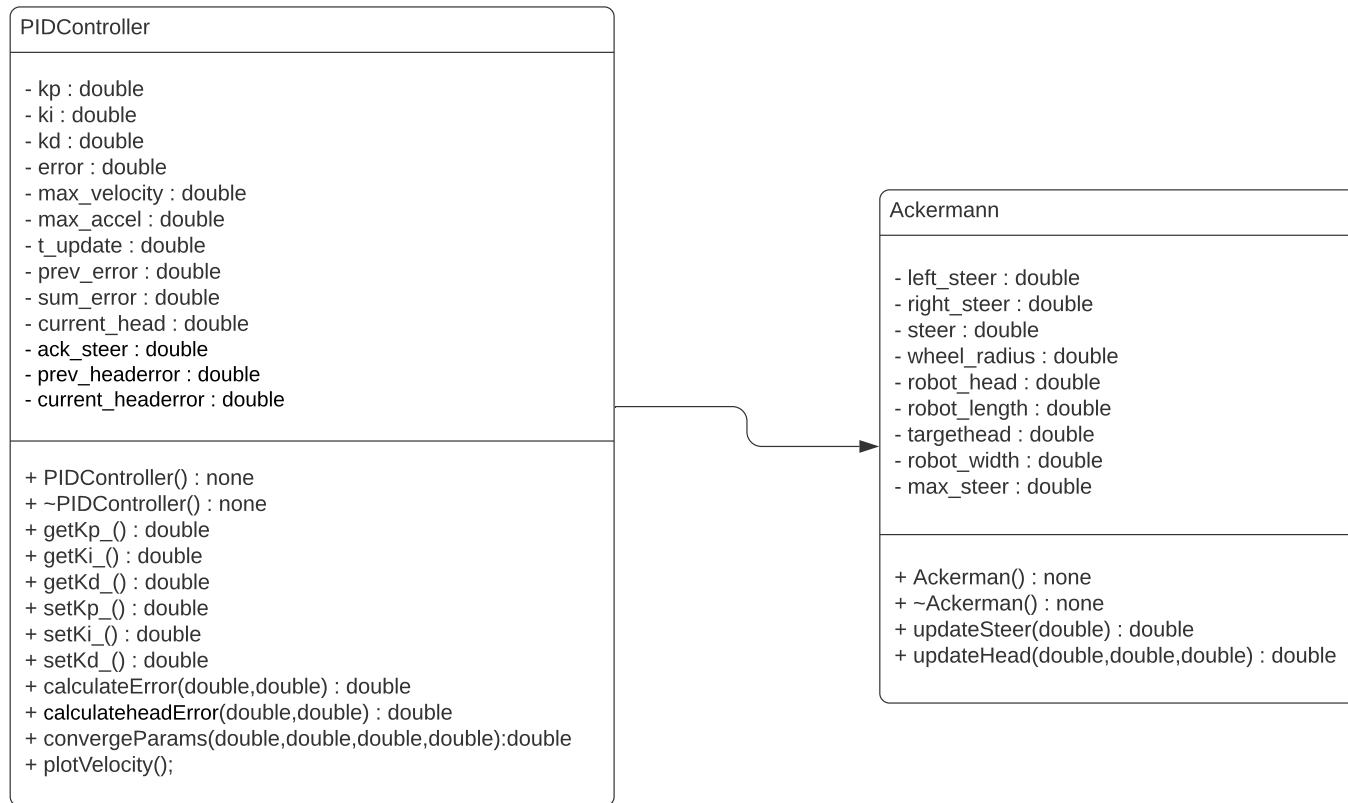 PIDController
- kp : double
- ki : double
- kd : double
- error : double
- max_velocity : double
- max_accel : double
- t_update : double
- prev_error : double
- sum_error : double
- current_head : double
- ack_steer : double
- prev_headerror : double
- current_headerror : double
+ PIDController() : none
+ ~PIDController() : none
+ getKp_() : double
+ getKi_() : double
+ getKd_() : double
+ setKp_() : double
+ setKi_() : double
+ setKd_() : double
+ calculateError(double,double) : double
+ calculateheadError(double,double) : double
+ convergeParams(double,double,double,double):double
+ plotVelocity();
Ackermann
- left_steer : double
- right_steer : double
- steer : double
- wheel_radius : double
- robot_head : double
- robot_length : double
- targethead : double
- robot_width : double
- max_steer : double
+ Ackerman() : none
+ ~Ackerman() : none
+ updateSteer(double) : double
+ updateHead(double,double,double) : double